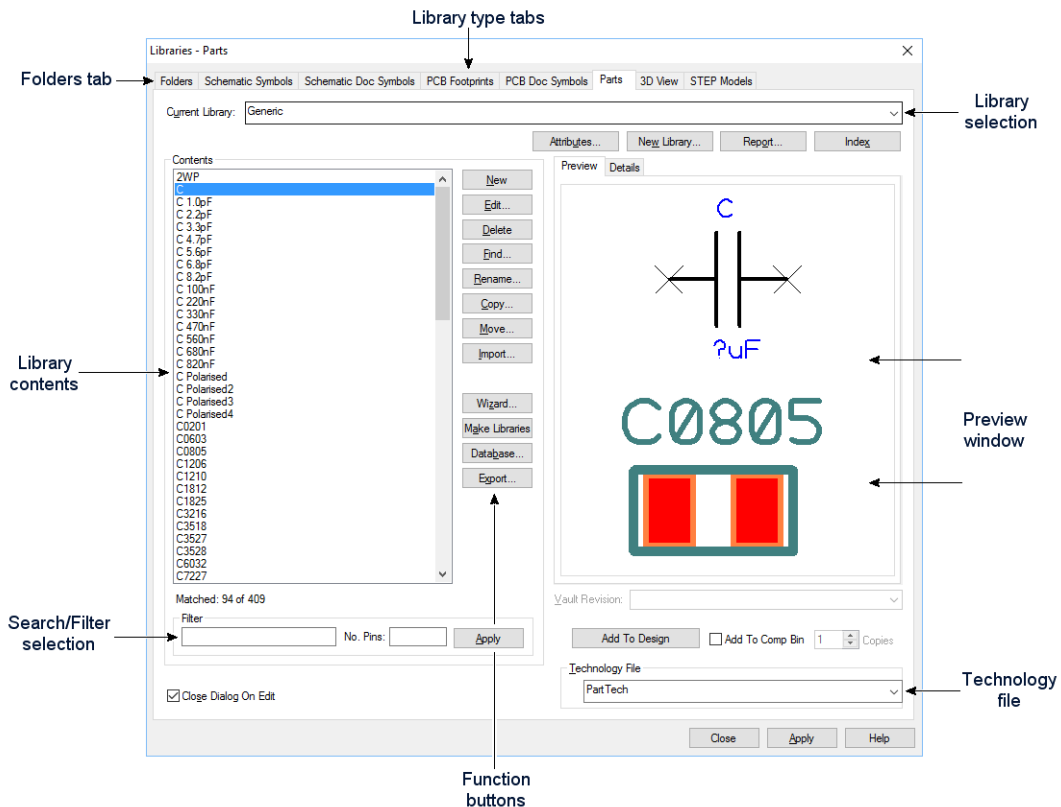 Library type tabs
Libraries - Parts
Folders tab
Folders Schematic Symbols Schematic Doc Symbols PCB Footprints PCB Doc Symbols Parts 3D View STEP Models
Current Library: Generic
Library
selection
Attributes... New Library... Report... Index
Contents
Preview Details
2WP
C
C 1.0pF
C 2.2pF
C 3.3pF
C 4.7pF
C 5.6pF
C 6.8pF
C 8.2pF
C 100nF
C 220nF
C 330nF
C 470nF
C 560nF
C 680nF
C 820nF
C Polarised
C Polarised2
C Polarised3
C Polarised4
C0201
C0603
C0805
C1206
C1210
C1812
C1825
C3216
C3518
C3527
C3528
C6032
C7227
New
Edit...
Delete
Find...
Rename...
Copy...
Move...
Import...
Wizard...
Make Libraries
Database...
Export...
C
?uF
C0805
Library
contents
Preview
window
Matched: 94 of 409
Vault Revision:
Search/Filter
selection
Filter
No. Pins: Apply
Add To Design Add To Comp Bin 1 Copies
Technology File
PartTech
Technology
file
Close Dialog On Edit
Close Apply Help
Function
buttons